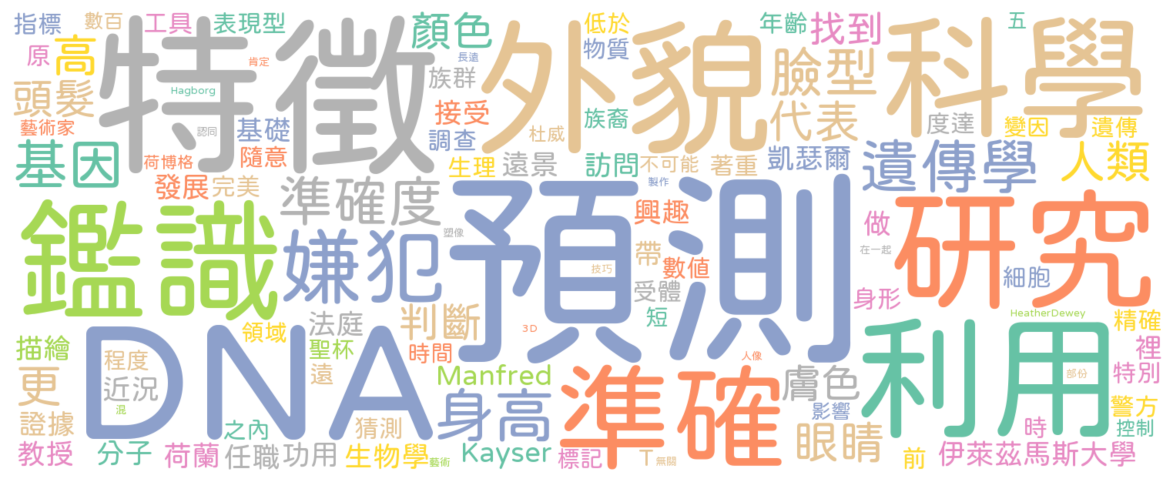 指標
數百
工具
表現型
顏色
低於
年齡
找到
五
原
高
特徵
肯定
長遠
外貌
物質
科學
頭髮
Hagborg
族群
臉型
藝術家
認同
基礎
接受
杜威
族裔
代表
度達
變因
遺傳
調查
基因
荷博格
隨意
生理
遠景
訪問
不可能
著重
凱瑟爾
遺傳學
人類
發展
完美
準確度
製作
預測
興趣
做
研究
鑑識
嫌犯
塑像
帶
在一起
技巧
數值
細胞
受體
身形
描繪
領域
法庭
判斷
短
HeatherDewey
精確
3D
程度
DNA
聖杯
時間
人像
利用
裡
更
近況
遠
Manfred
準確
膚色
部份
特別
混
身高
影響
警方
證據
之內
猜測
眼睛
時
控制
教授
分子
荷蘭
任職
功用
生物學
藝術
Kayser
標記
T
無關
前
伊萊茲馬斯大學